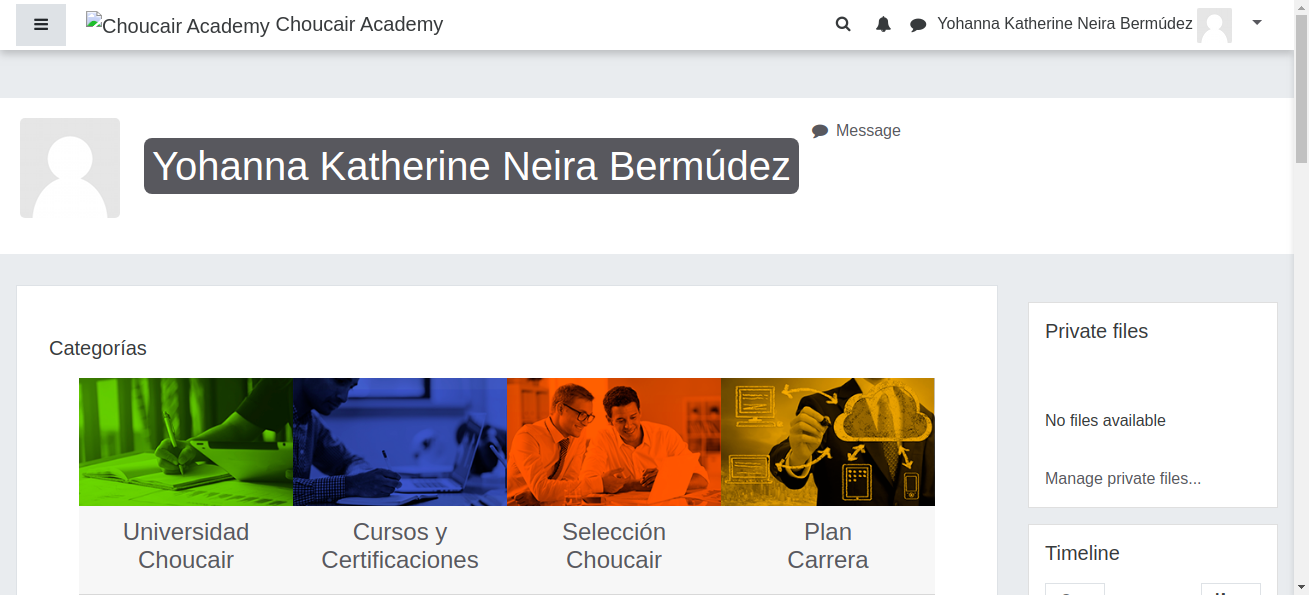 Choucair Academy Choucair Academy
Yohanna Katherine Neira Bermúdez
Yohanna Katherine Neira Bermúdez
Message
Categorías
Universidad
Choucair
Cursos y
Certificaciones
Selección
Choucair
Plan
Carrera
Private files
No files available
Manage private files...
Timeline